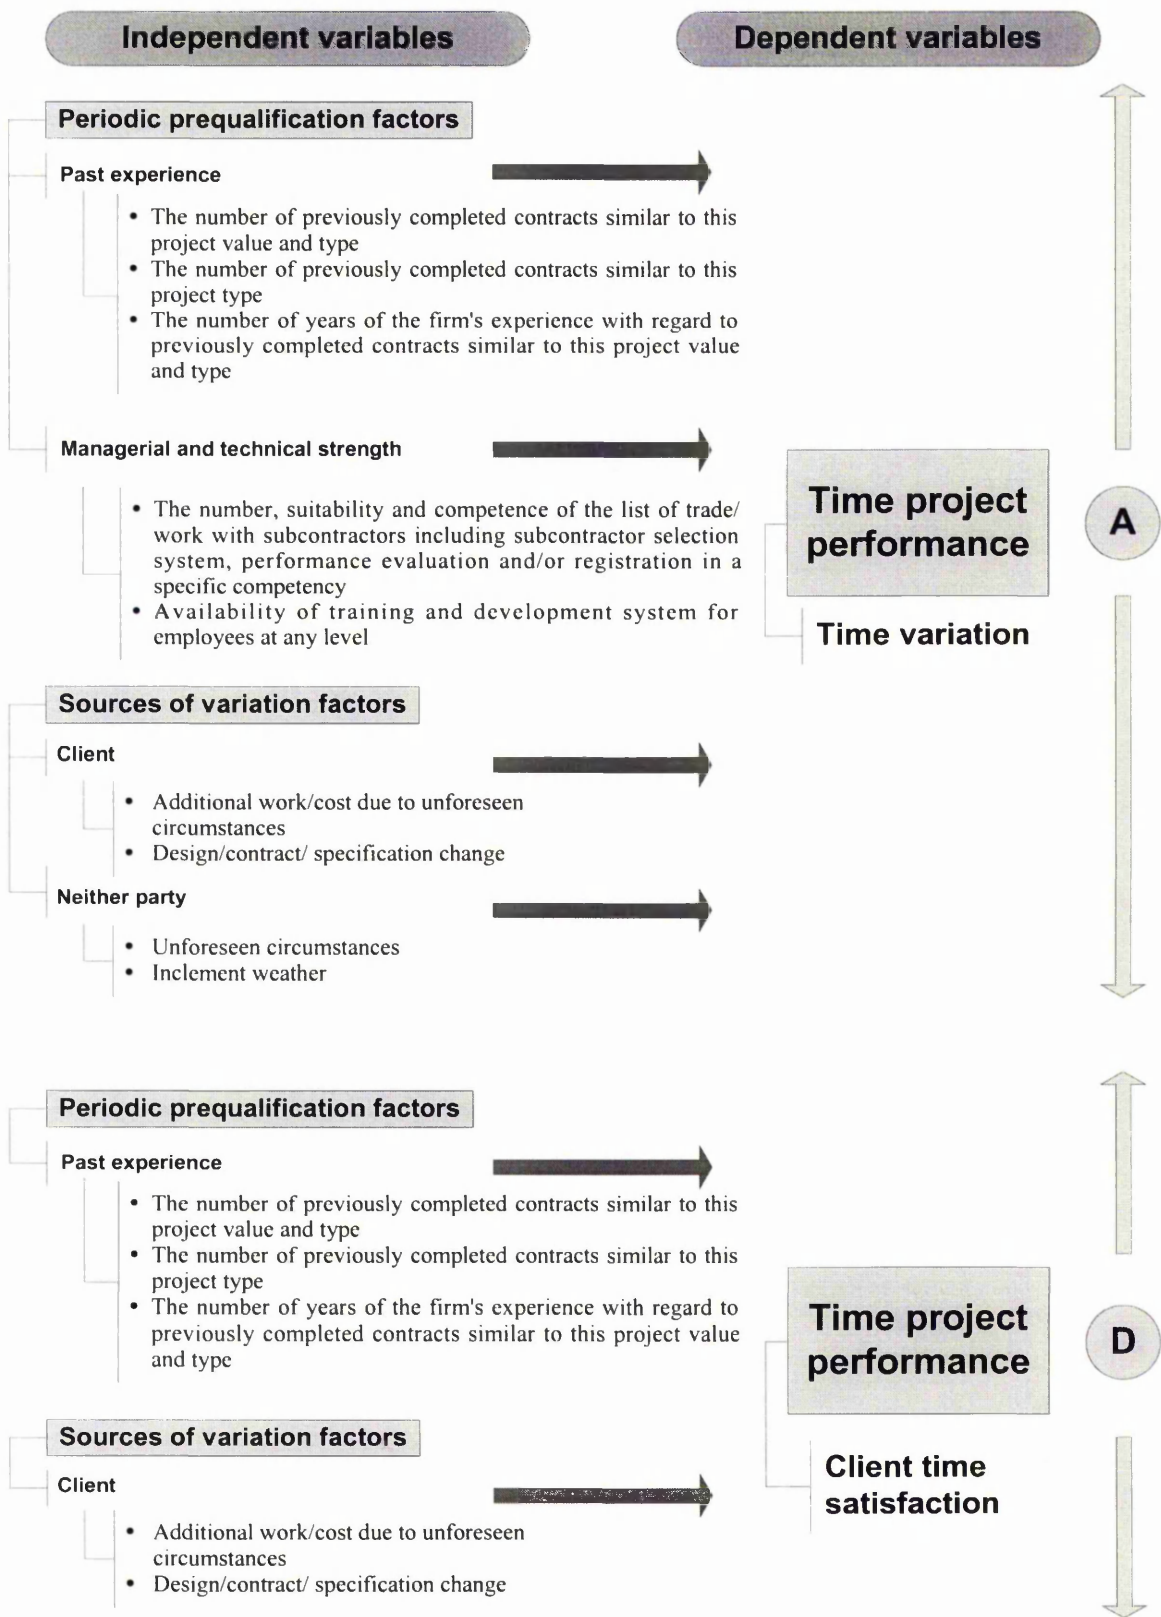 Independent variables
Dependent variables
Periodic prequalification factors
Past experience
• The number of previously completed contracts similar to this
project value and type
• The number of previously completed contracts similar to this
project type
• The number of years of the firm's experience with regard to
previously completed contracts similar to this project value
and type
Managerial and technical strength
• The number, suitability and competence of the list of trade/
work with subcontractors including subcontractor selection
system, performance evaluation and/or registration in a
specific competency
• Availability of training and development system for
employees at any level
Time project
performance
Time variation
A
Sources of variation factors
Client
• Additional work/cost due to unforeseen
circumstances
• Design/contract/ specification change
Neither party
• Unforeseen circumstances
• Inclement weather
Periodic prequalification factors
Past experience
• The number of previously completed contracts similar to this
project value and type
• The number of previously completed contracts similar to this
project type
• The number of years of the firm's experience with regard to
previously completed contracts similar to this project value
and type
Time project
performance
Client time
satisfaction
D
Sources of variation factors
Client
• Additional work/cost due to unforeseen
circumstances
• Design/contract/ specification change